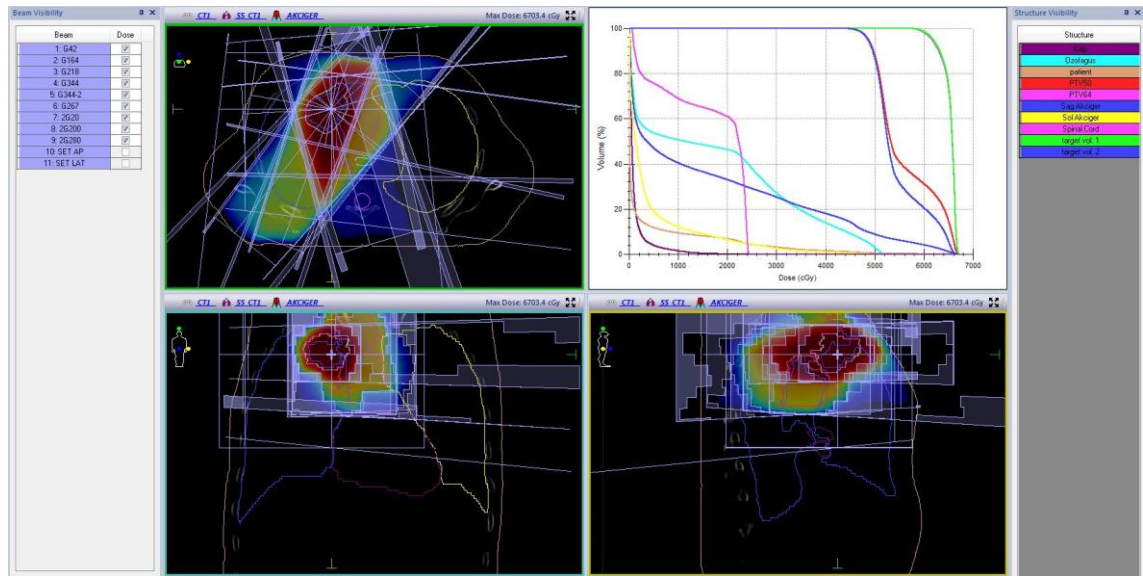 Beam Visibility
Beam Dose
1: G42
2: G164
3: G218
4: G344
5: G344-2
6: G267
7: 2G20
8: 2G200
9: 2G280
10: SET AP
11: SET LAT
CT1 SS CT1 AKCIGER Max Dose: 6703.4 cGy
100
80
60
40
20
0
Volume (%)
0 1000 2000 3000 4000 5000 6000 7000
Dose (cGy)
CT1 SS CT1 AKCIGER Max Dose: 6703.4 cGy
CT1 SS CT1 AKCIGER Max Dose: 6703.4 cGy
Structure Visibility
Structure
Kalp
Ozofagus
patient
PTV50
PTV64
Sag Akciger
Sol Akciger
Spinal Cord
target vol. 1
target vol. 2